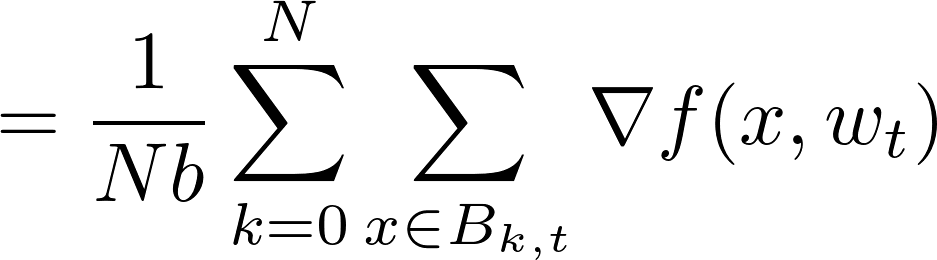 = \frac{1}{Nb} \sum_{k=0}^{N} \sum_{x \in B_{k,t}} \nabla f(x, w_t)